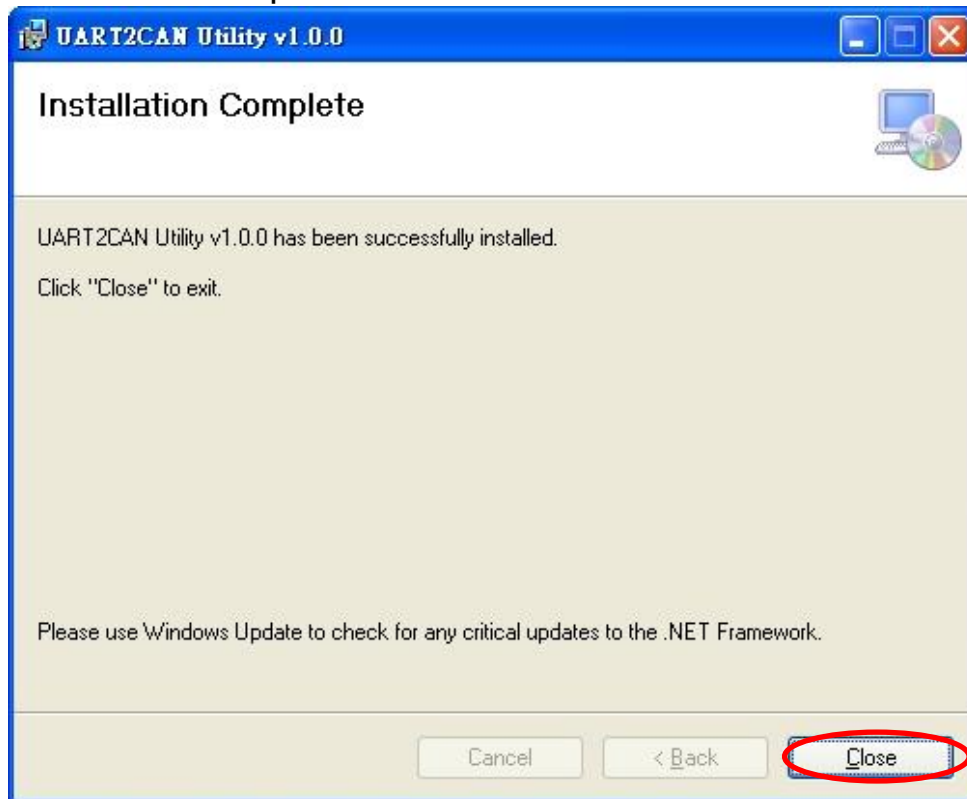 UART2CAN Utility v1.0.0
Installation Complete
UART2CAN Utility v1.0.0 has been successfully installed.
Click "Close" to exit.
Please use Windows Update to check for any critical updates to the .NET Framework.
Cancel < Back Close